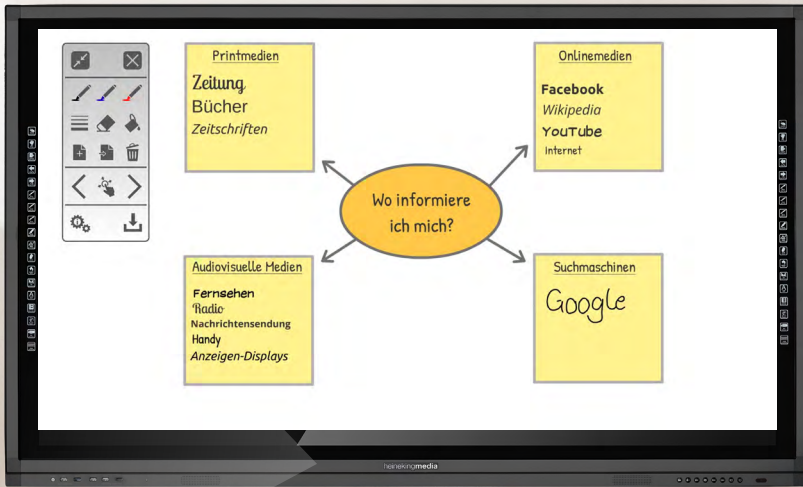 Printmedien
Zeitung
Bücher
Zeitschriften
Onlinemedien
Facebook
Wikipedia
YouTube
Internet
Wo informiere
ich mich?
Audiovisuelle Medien
Fernsehen
Radio
Nachrichtensendung
Handy
Anzeigen-Displays
Suchmaschinen
Google
heinekingmedia